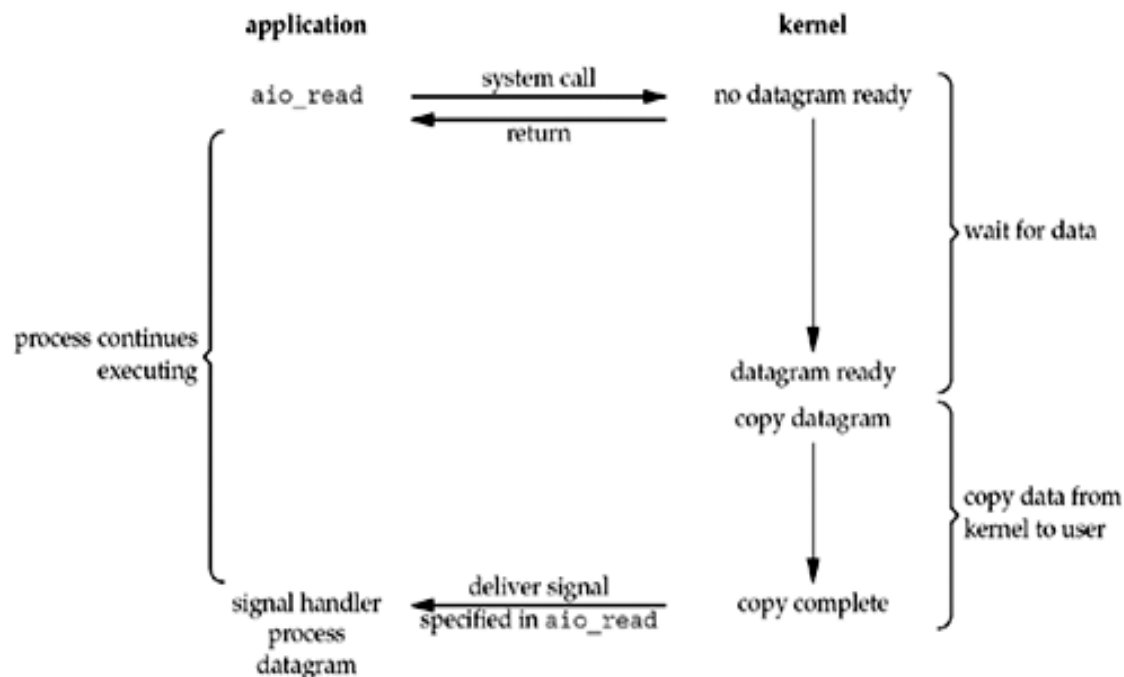 application
kernel
aio_read
system call
no datagram ready
return
wait for data
process continues
executing
datagram ready
copy datagram
copy data from
kernel to user
deliver signal
signal handler
specified in aio_read
copy complete
process
datagram